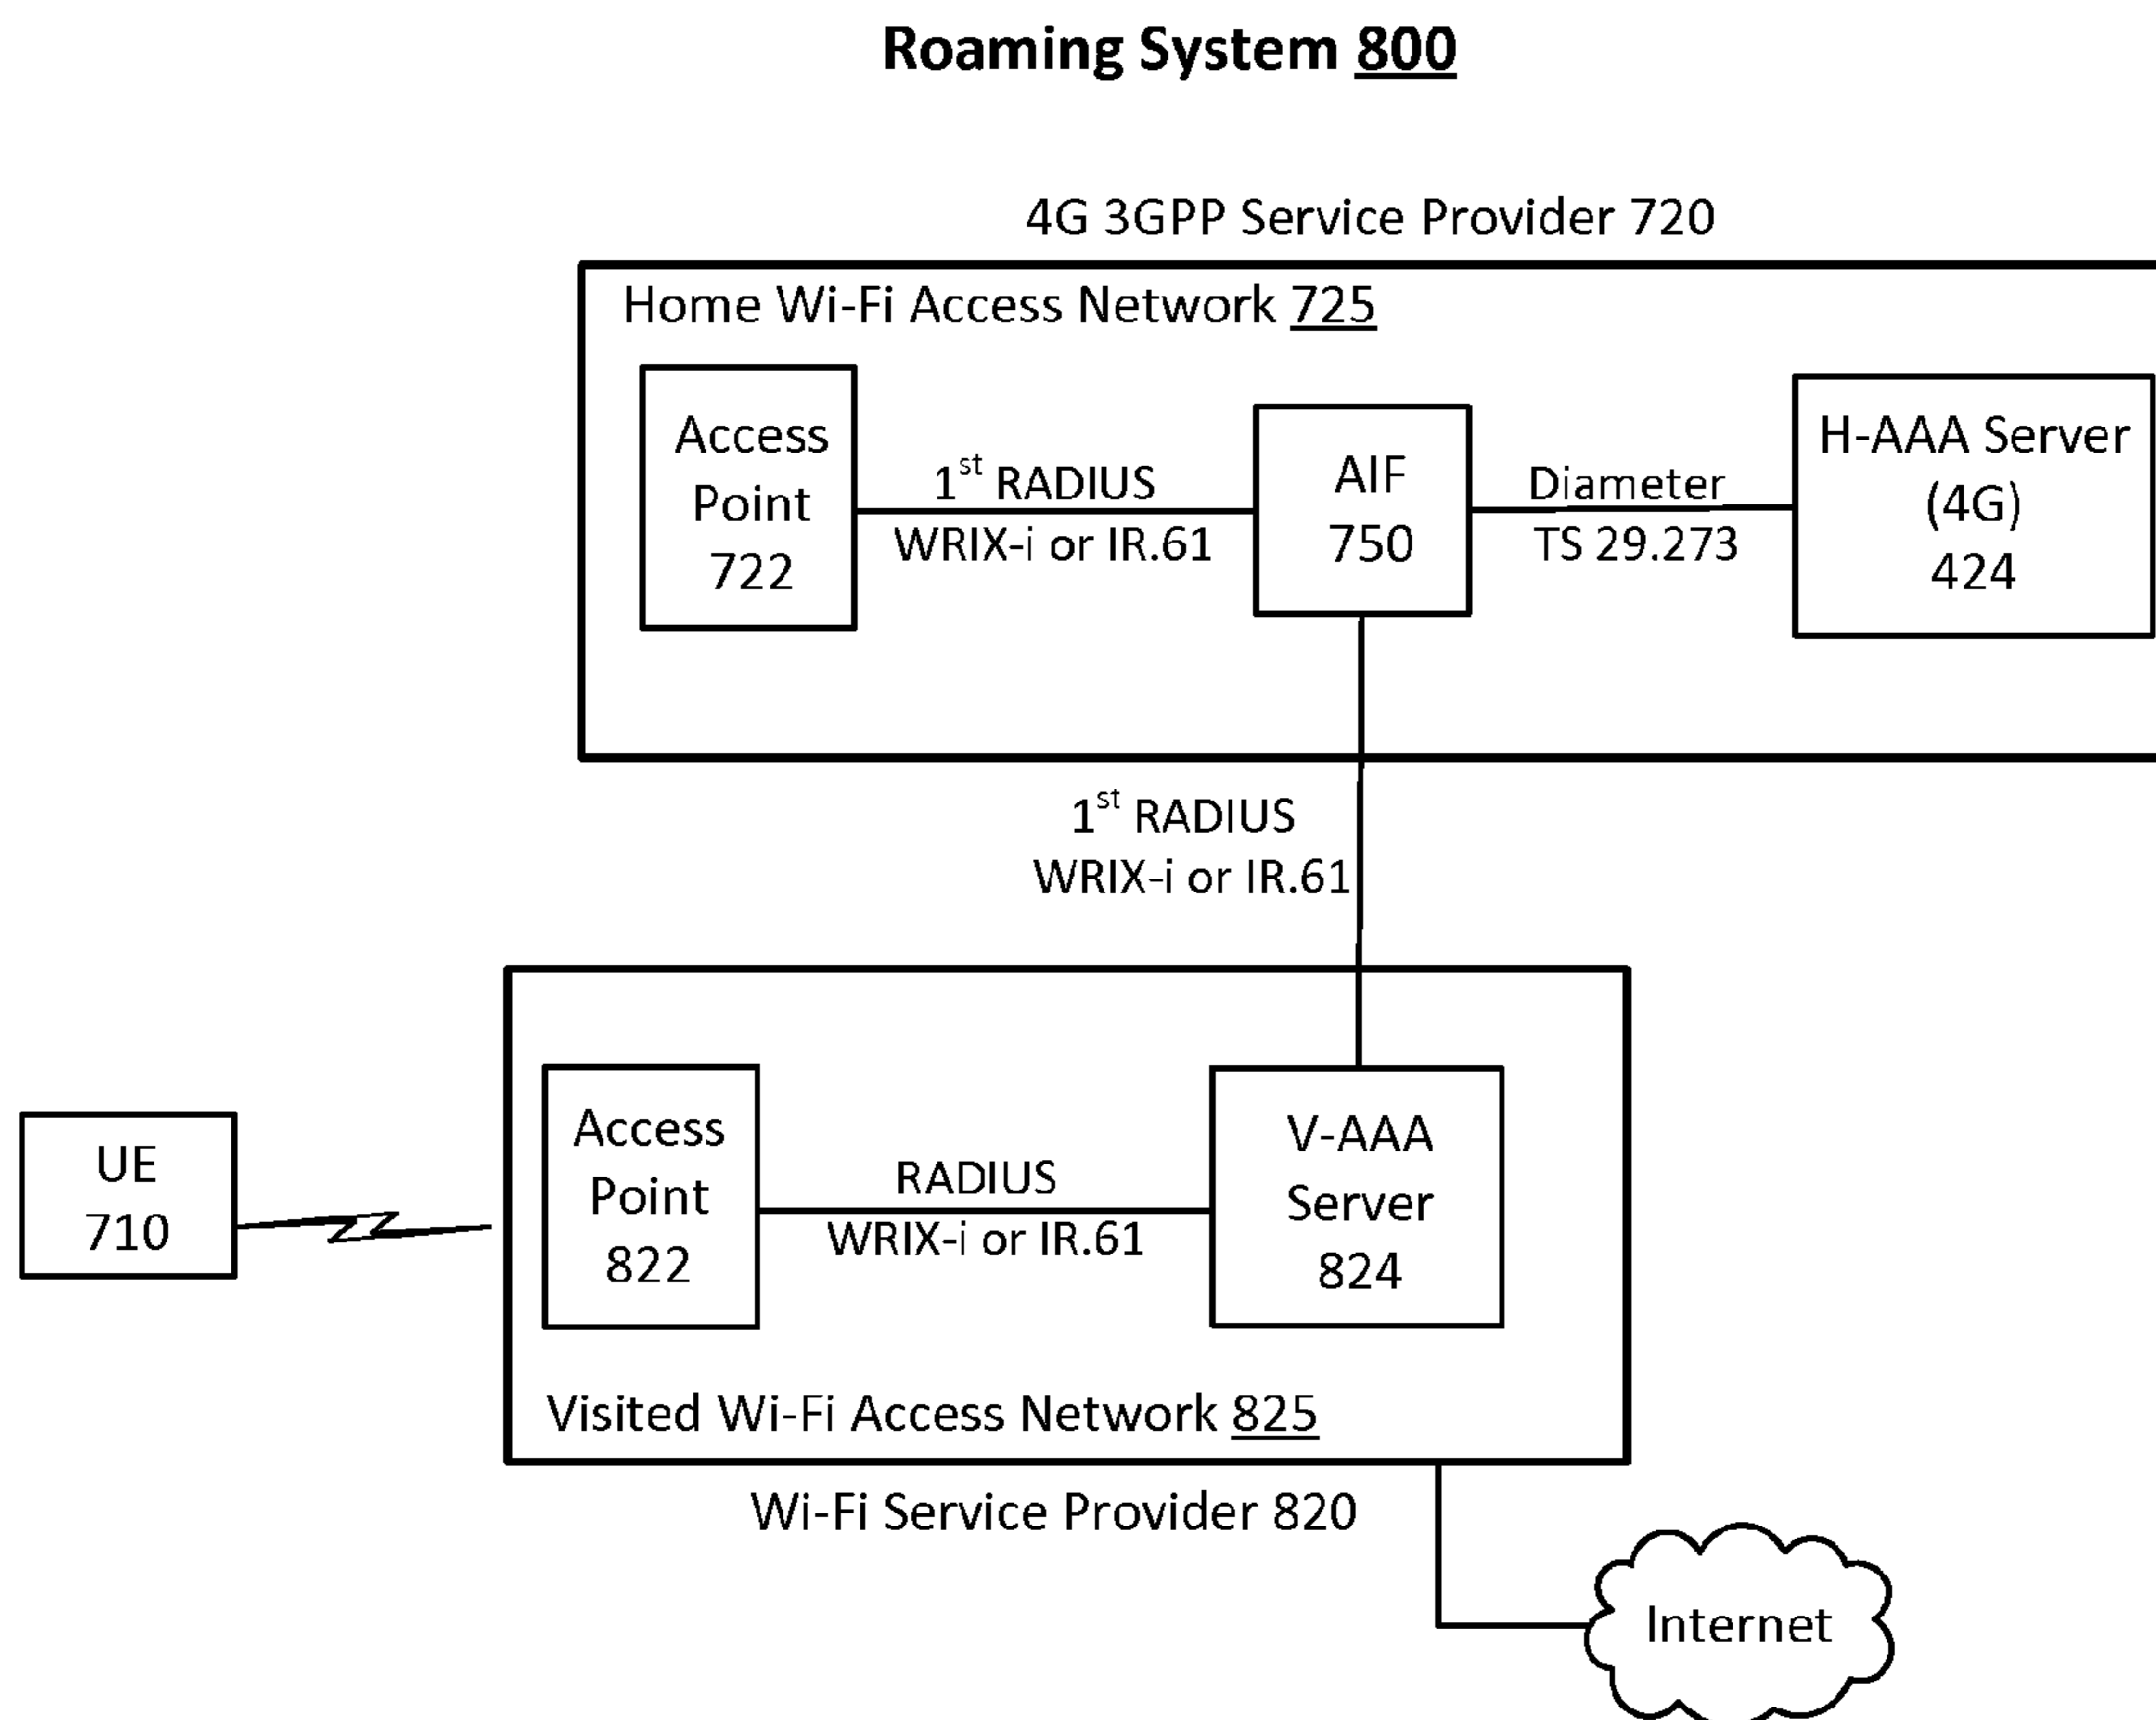 Roaming System 800
4G 3GPP Service Provider 720
Home Wi-Fi Access Network 725
Access
Point
722
1st RADIUS
WRIX-i or IR.61
AIF
750
Diameter
TS 29.273
H-AAA Server
(4G)
424
1st RADIUS
WRIX-i or IR.61
UE
710
Access
Point
822
RADIUS
WRIX-i or IR.61
V-AAA
Server
824
Visited Wi-Fi Access Network 825
Wi-Fi Service Provider 820
Internet